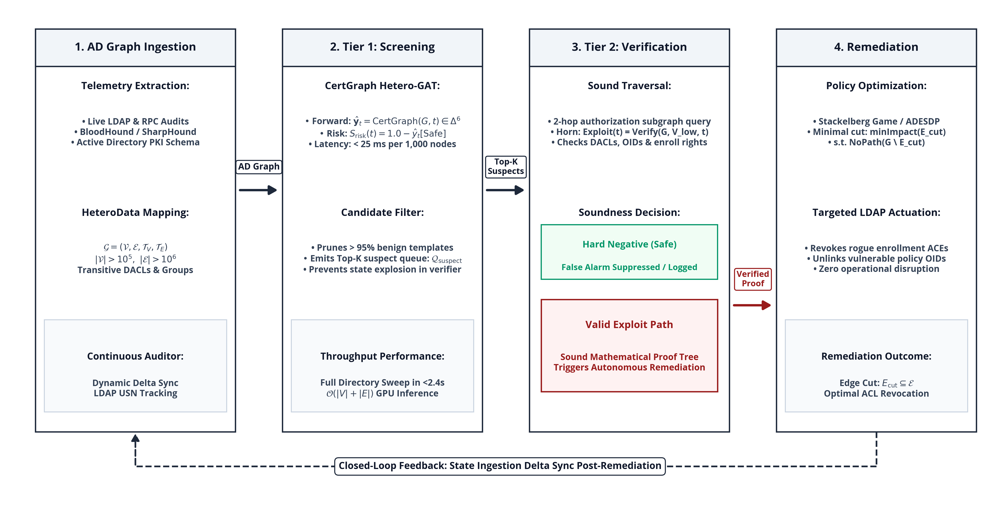 1. AD Graph Ingestion
Telemetry Extraction:
• Live LDAP & RPC Audits
• BloodHound / SharpHound
• Active Directory PKI Schema
HeteroData Mapping:
𝒢 = (𝒱, ℰ, 𝒯_V, 𝒯_E)
|𝒱| > 10⁵, |ℰ| > 10⁶
Transitive DACLs & Groups
Continuous Auditor:
Dynamic Delta Sync
LDAP USN Tracking
AD Graph
2. Tier 1: Screening
CertGraph Hetero-GAT:
• Forward: ŷ_t = CertGraph(G, t) ∈ Δ⁶
• Risk: S_risk(t) = 1.0 − ŷ_t[Safe]
• Latency: < 25 ms per 1,000 nodes
Candidate Filter:
• Prunes > 95% benign templates
• Emits Top-K suspect queue: 𝒬_suspect
• Prevents state explosion in verifier
Throughput Performance:
Full Directory Sweep in <2.4s
𝒪(|V| + |E|) GPU Inference
Top-K
Suspects
3. Tier 2: Verification
Sound Traversal:
• 2-hop authorization subgraph query
• Horn: Exploit(t) = Verify(G, V_low, t)
• Checks DACLs, OIDs & enroll rights
Soundness Decision:
Hard Negative (Safe)
False Alarm Suppressed / Logged
Valid Exploit Path
Sound Mathematical Proof Tree
Triggers Autonomous Remediation
Verified
Proof
4. Remediation
Policy Optimization:
• Stackelberg Game / ADESDP
• Minimal cut: minImpact(E_cut)
• s.t. NoPath(G \ E_cut)
Targeted LDAP Actuation:
• Revokes rogue enrollment ACEs
• Unlinks vulnerable policy OIDs
• Zero operational disruption
Remediation Outcome:
Edge Cut: E_cut ⊆ ℰ
Optimal ACL Revocation
Closed-Loop Feedback: State Ingestion Delta Sync Post-Remediation